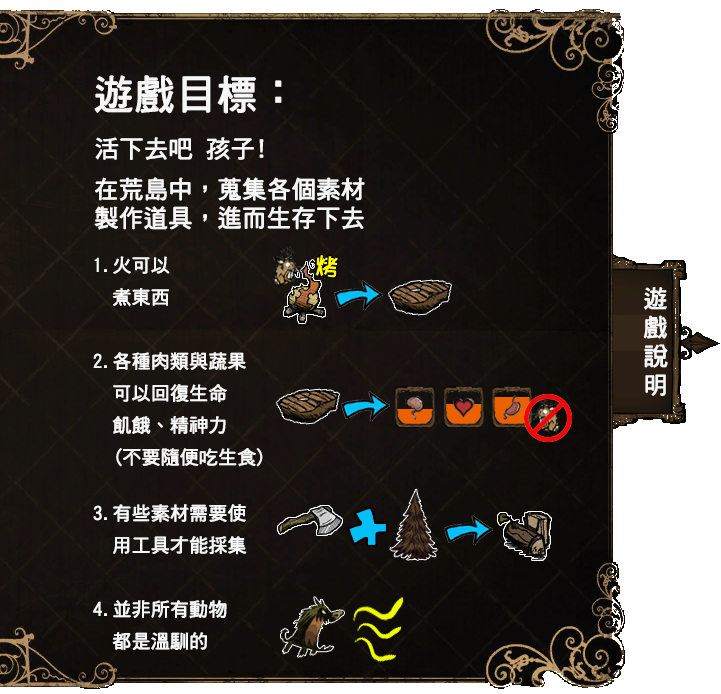 遊戲目標：
活下去吧 孩子!
在荒島中，蒐集各個素材
製作道具，進而生存下去
1.火可以
煮東西
烤
2.各種肉類與蔬果
可以回復生命
飢餓、精神力
(不要隨便吃生食)
3.有些素材需要使
用工具才能採集
4.並非所有動物
都是溫馴的
遊戲說明